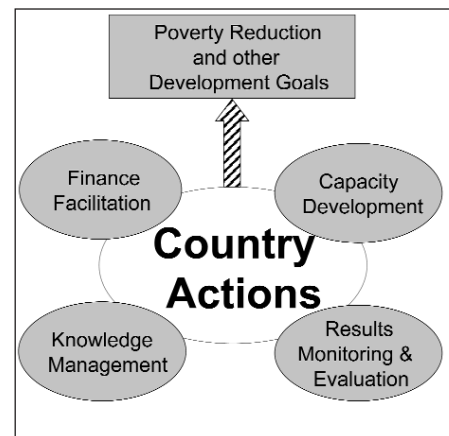 Poverty Reduction
and other
Development Goals
Finance
Facilitation
Capacity
Development
Country
Actions
Knowledge
Management
Results
Monitoring &
Evaluation